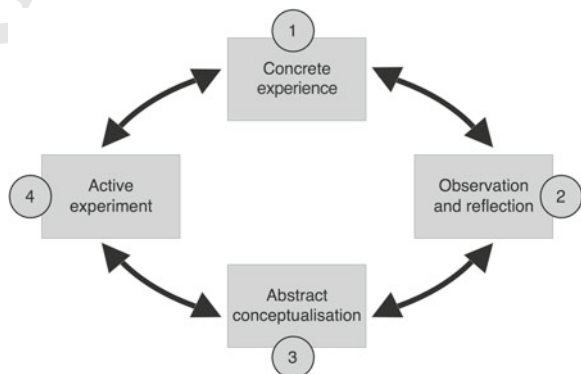 1
Concrete
experience
Observation
and reflection
2
Abstract
conceptualisation
3
Active
experiment
4